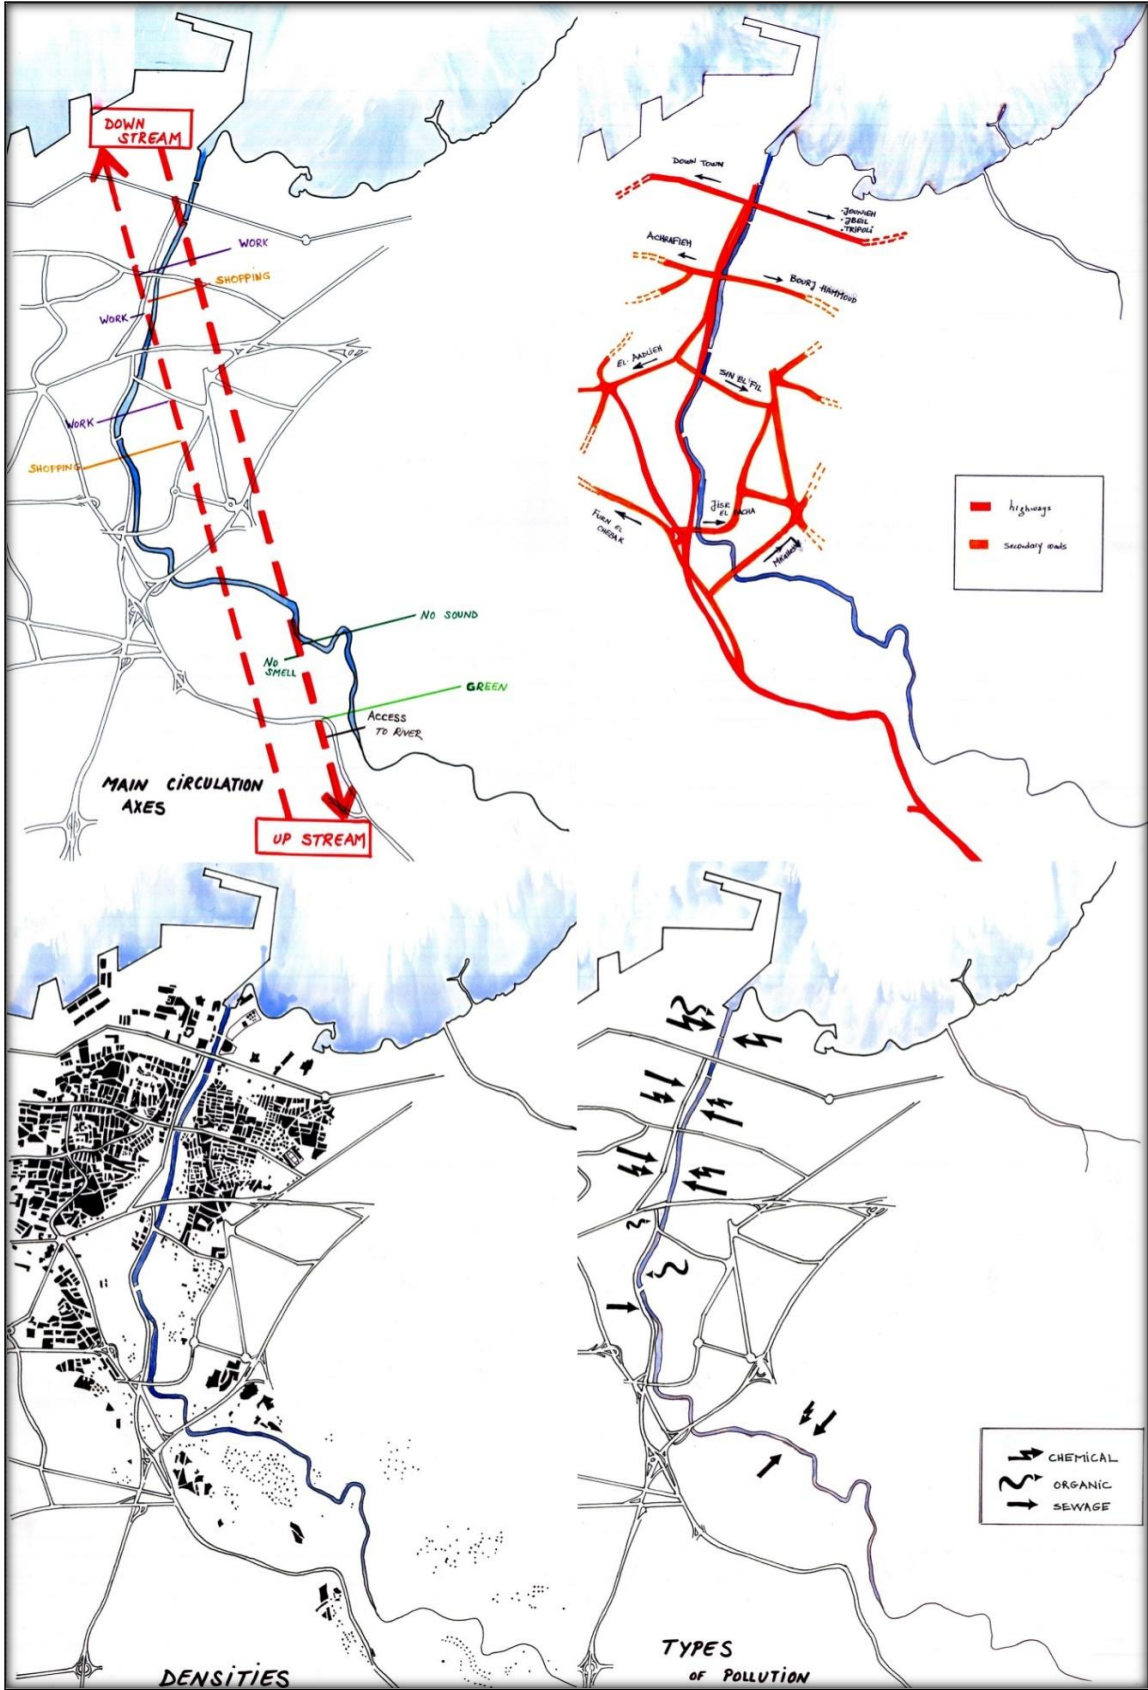 DOWN
STREAM
WORK
SHOPPING
WORK
WORK
SHOPPING
NO SOUND
NO
SMELL
GREEN
ACCESS
TO RIVER
MAIN CIRCULATION
AXES
UP STREAM
DOWN TOWN
.JOUNIEH
.JBEIL
.TRIPOLI
ACHRAFIEH
BOURJ HAMMOUD
EL. AADLIEH
SIN EL FIL
JISR
EL BACHA
FURN EL
CHEBAK
highways
secondary roads
DENSITIES
CHEMICAL
ORGANIC
SEWAGE
TYPES
OF POLLUTION